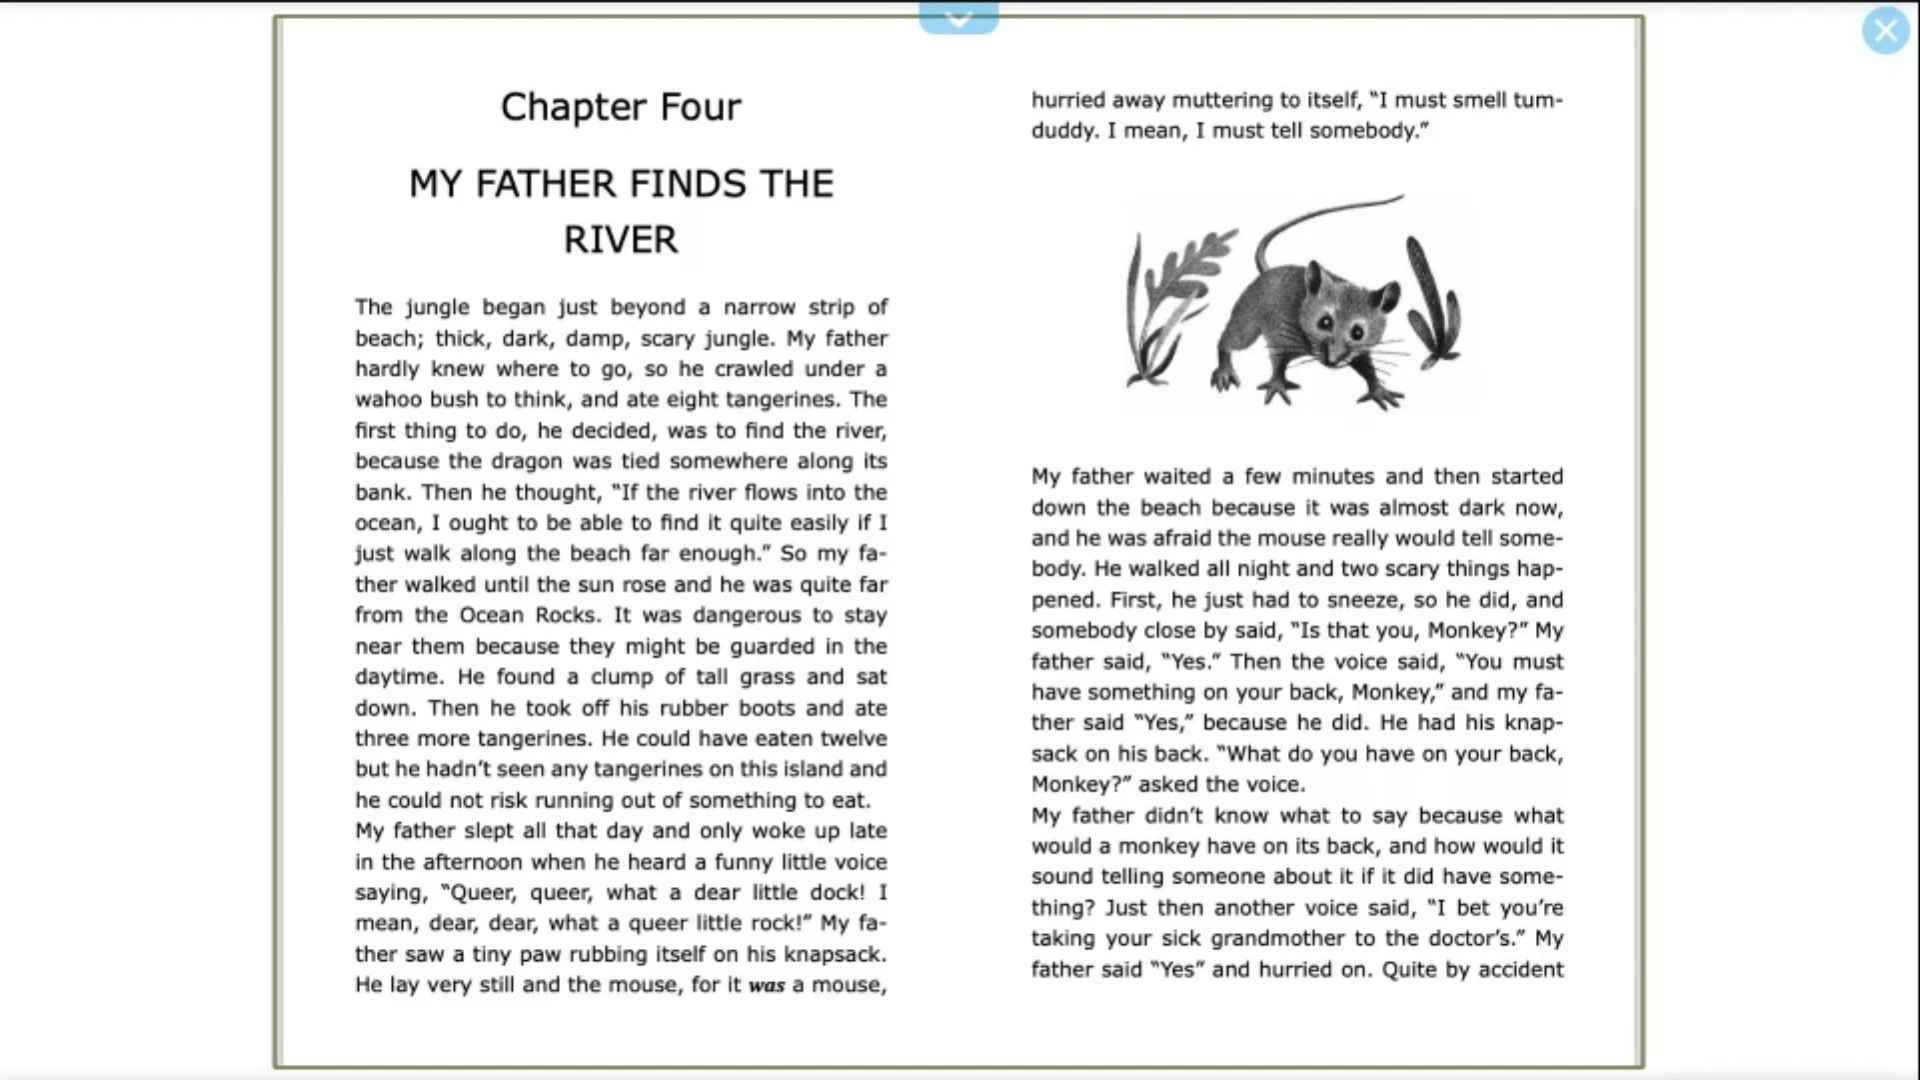 Chapter Four
MY FATHER FINDS THE
RIVER
The jungle began just beyond a narrow strip of
beach; thick, dark, damp, scary jungle. My father
hardly knew where to go, so he crawled under a
wahoo bush to think, and ate eight tangerines. The
first thing to do, he decided, was to find the river,
because the dragon was tied somewhere along its
bank. Then he thought, “If the river flows into the
ocean, I ought to be able to find it quite easily if I
just walk along the beach far enough.” So my fa-
ther walked until the sun rose and he was quite far
from the Ocean Rocks. It was dangerous to stay
near them because they might be guarded in the
daytime. He found a clump of tall grass and sat
down. Then he took off his rubber boots and ate
three more tangerines. He could have eaten twelve
but he hadn’t seen any tangerines on this island and
he could not risk running out of something to eat.
My father slept all that day and only woke up late
in the afternoon when he heard a funny little voice
saying, “Queer, queer, what a dear little dock! I
mean, dear, dear, what a queer little rock!” My fa-
ther saw a tiny paw rubbing itself on his knapsack.
He lay very still and the mouse, for it was a mouse,
hurried away muttering to itself, “I must smell tum-
duddy. I mean, I must tell somebody.”
My father waited a few minutes and then started
down the beach because it was almost dark now,
and he was afraid the mouse really would tell some-
body. He walked all night and two scary things hap-
pened. First, he just had to sneeze, so he did, and
somebody close by said, “Is that you, Monkey?” My
father said, “Yes.” Then the voice said, “You must
have something on your back, Monkey,” and my fa-
ther said “Yes,” because he did. He had his knap-
sack on his back. “What do you have on your back,
Monkey?” asked the voice.
My father didn’t know what to say because what
would a monkey have on its back, and how would it
sound telling someone about it if it did have some-
thing? Just then another voice said, “I bet you’re
taking your sick grandmother to the doctor’s.” My
father said “Yes” and hurried on. Quite by accident